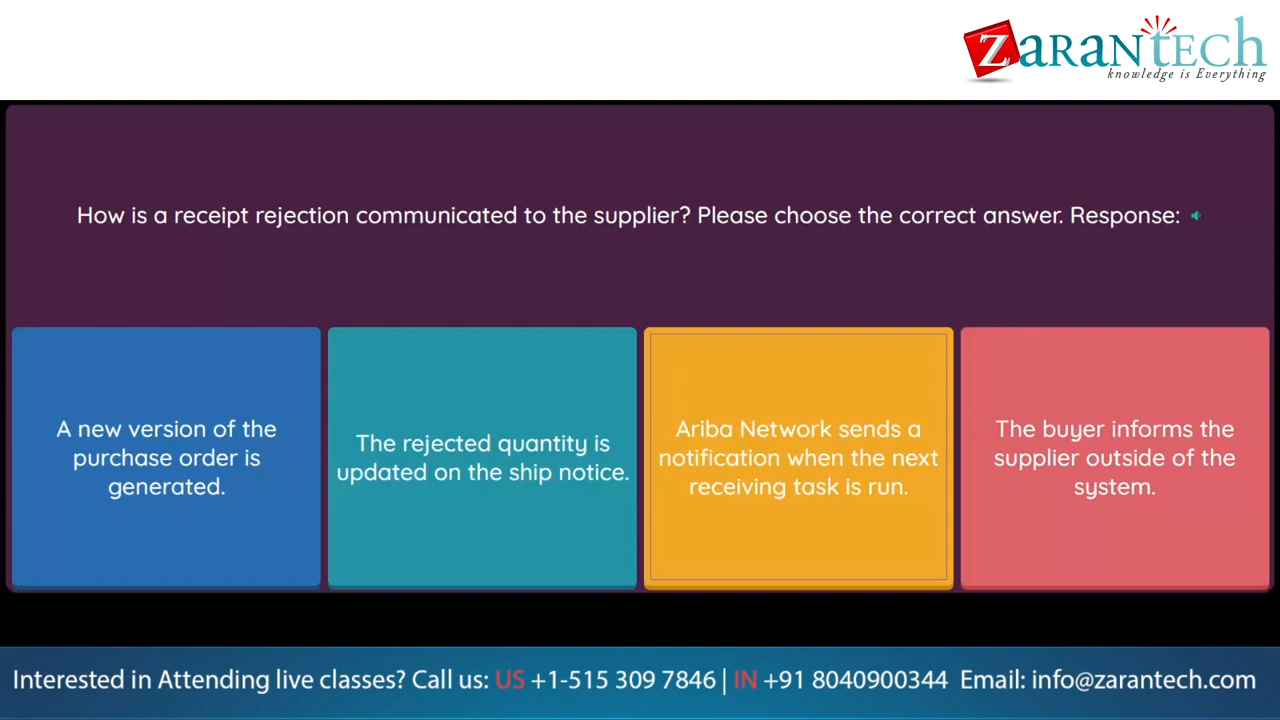 ZARANTECH
knowledge is Everything
How is a receipt rejection communicated to the supplier? Please choose the correct answer. Response:
A new version of the
purchase order is
generated.
The rejected quantity is
updated on the ship notice.
Ariba Network sends a
notification when the next
receiving task is run.
The buyer informs the
supplier outside of the
system.
Interested in Attending live classes? Call us: US +1-515 309 7846 | IN +91 8040900344 Email: info@zarantech.com